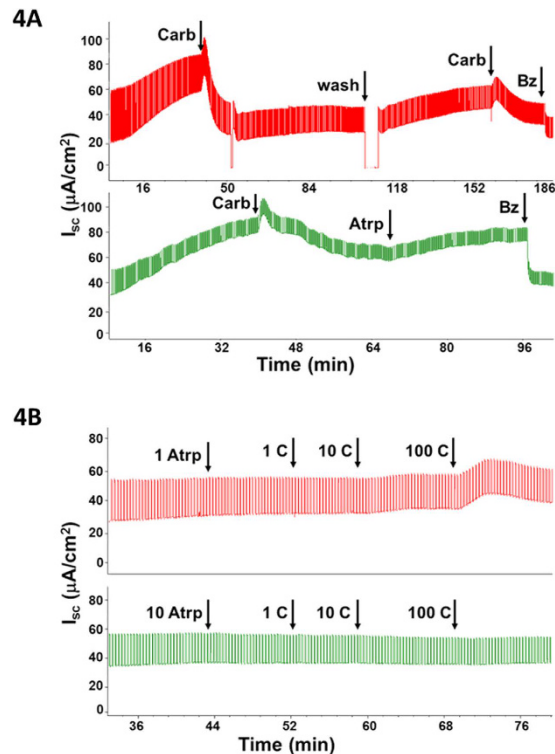 4A
100
80
60
40
20
0
Carb
wash
Carb
Bz
16 50 84 118 152 186
Isc (μA/cm²)
100
80
60
40
20
0
Carb
Atrp
Bz
16 32 48 64 80 96
Time (min)
4B
80
60
40
20
0
1 Atrp
1 C
10 C
100 C
Isc (μA/cm²)
80
60
40
20
0
10 Atrp
1 C
10 C
100 C
36 44 52 60 68 76
Time (min)